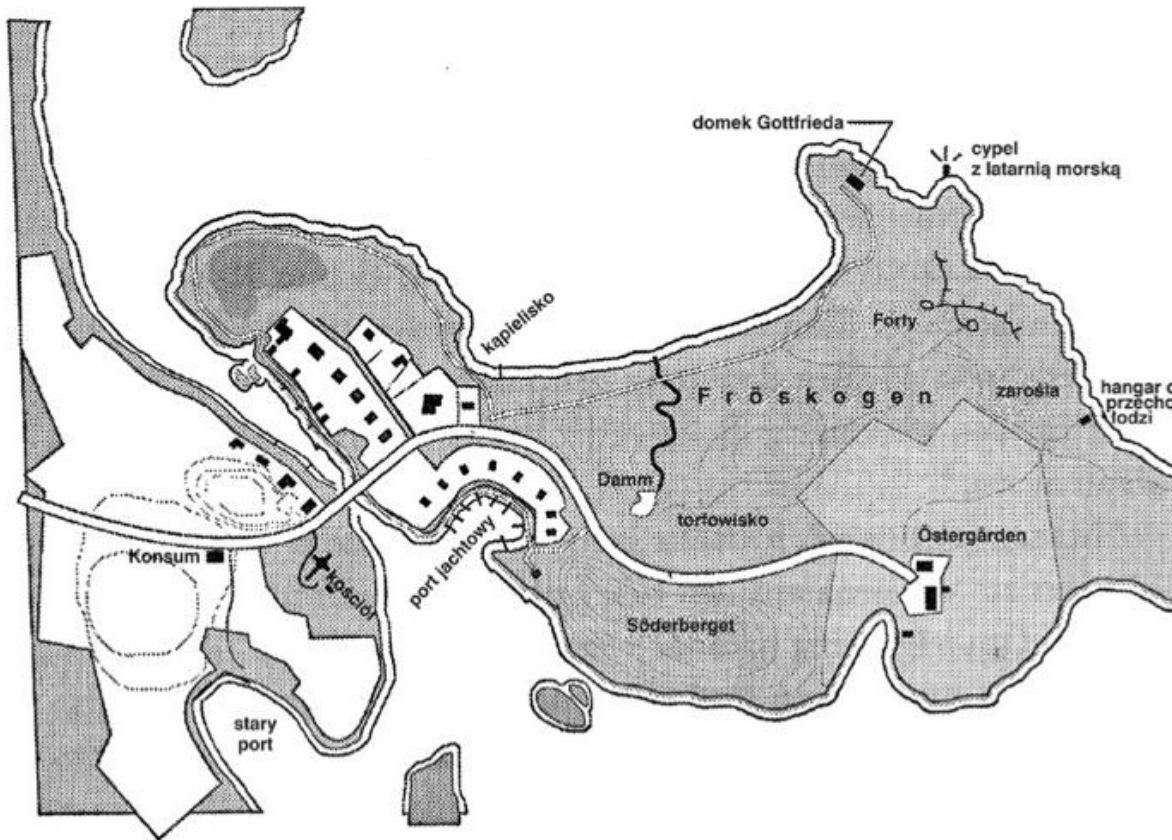 domek Gottfrieda
cypel
z latarnią morską
kąpielisko
Forty
Fröskogen
zarośla
hangar d
przecho
łodzi
Damm
torfowisko
Östergården
Konsum
kościół
port jachtowy
Söderberget
stary
port